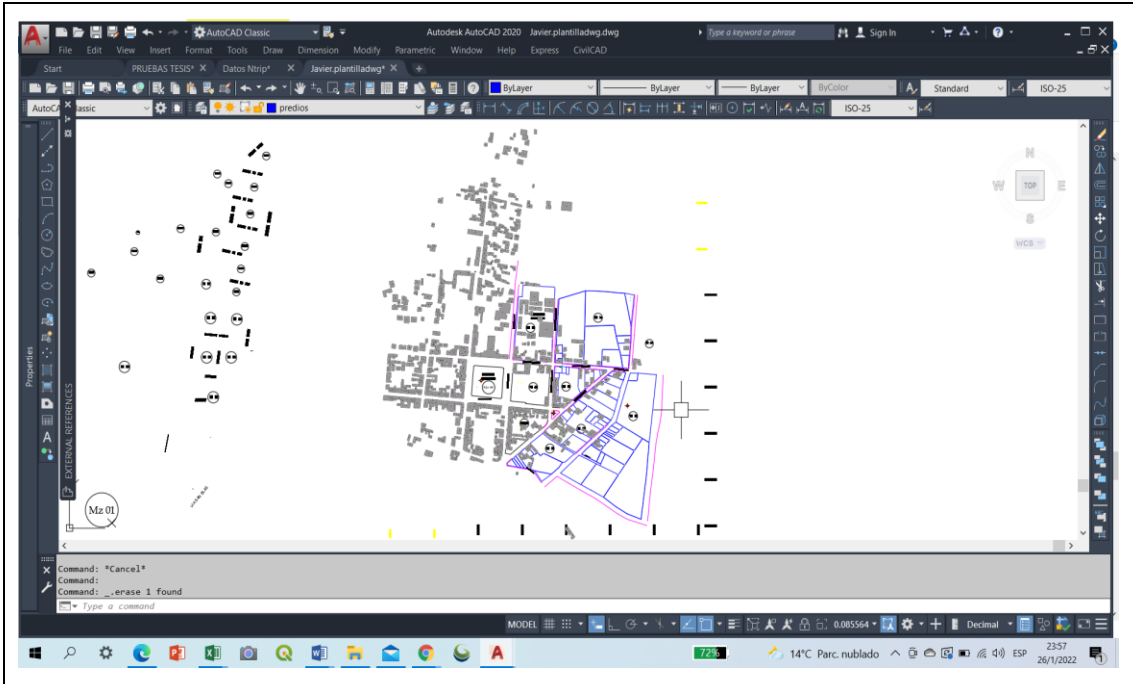 AutoCAD Classic Autodesk AutoCAD 2020 Javier.plantilladwg.dwg Type a keyword or phrase Sign In
File Edit View Insert Format Tools Draw Dimension Modify Parametric Window Help Express CivilCAD
Start PRUEBAS TESIS* Datos Ntrip* Javier.plantilladwg*
ByLayer ByLayer ByLayer ByColor Standard ISO-25
predios ISO-25
N
W TOP E
S
WCS
Properties
EXTERNAL REFERENCES
Mz 01
Command: *Cancel*
Command:
Command: _.erase 1 found
Type a command
MODEL 0.085564 Decimal
72% 14°C Parc. nublado ESP 23:57
26/1/2022